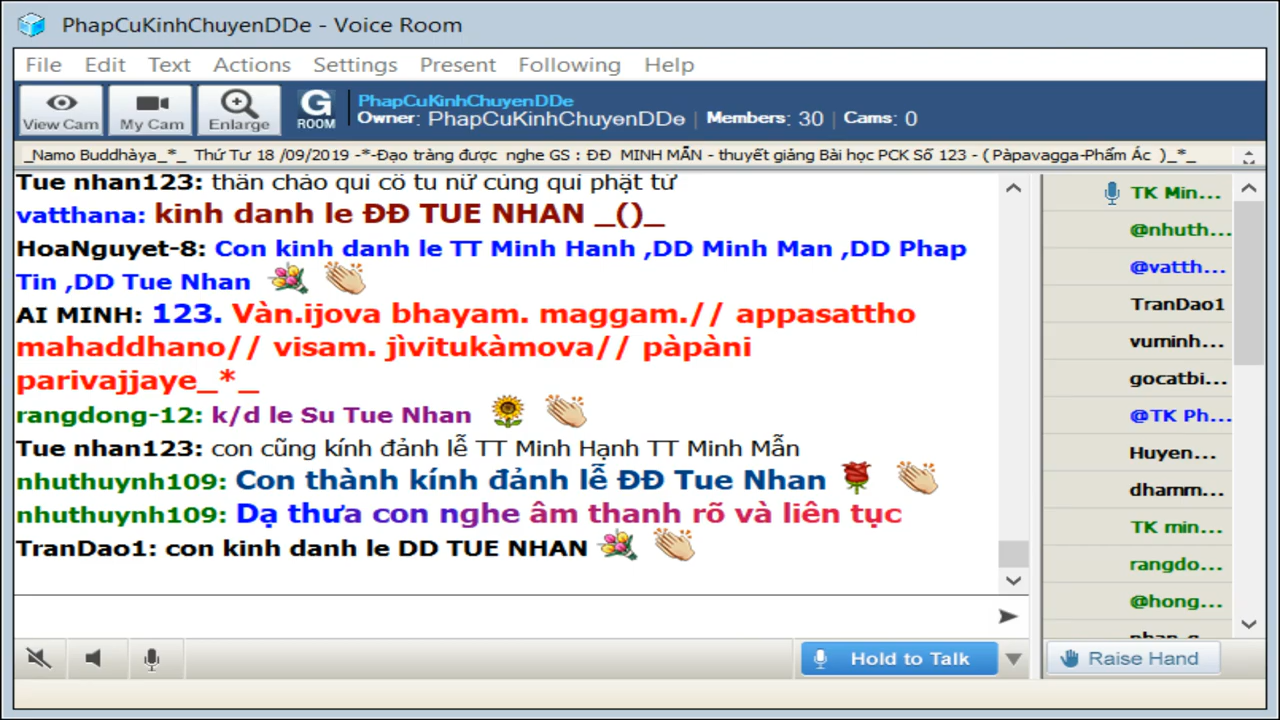 PhapCuKinhChuyenDDe - Voice Room
File Edit Text Actions Settings Present Following Help
View Cam My Cam Enlarge G ROOM
PhapCuKinhChuyenDDe
Owner: PhapCuKinhChuyenDDe | Members: 30 | Cams: 0
_Namo Buddhàya_*_ Thứ Tư 18 /09/2019 -*-Đạo tràng được nghe GS : ĐĐ MINH MẪN - thuyết giảng Bài học PCK Số 123 - ( Pàpavagga-Phẩm Ác )_*_
Tue nhan123: thân chào quí cô tu nữ cùng quí phật tử
vatthana: kinh danh le ĐĐ TUE NHAN _()_
HoaNguyet-8: Con kinh danh le TT Minh Hanh ,DD Minh Man ,DD Phap
Tin ,DD Tue Nhan
AI MINH: 123. Vàn.ijova bhayam. maggam.// appasattho
mahaddhano// visam. jìvitukàmova// pàpàni
parivajjaye_*_
rangdong-12: k/d le Su Tue Nhan
Tue nhan123: con cũng kính đảnh lễ TT Minh Hạnh TT Minh Mẫn
nhuthuynh109: Con thành kính đảnh lễ ĐĐ Tue Nhan
nhuthuynh109: Dạ thưa con nghe âm thanh rõ và liên tục
TranDao1: con kinh danh le DD TUE NHAN
TK Min...
@nhuth...
@vatth...
TranDao1
vuminh...
gocatbi...
@TK Ph...
Huyen...
dhamm...
TK min...
rangdo...
@hong...
Hold to Talk
Raise Hand